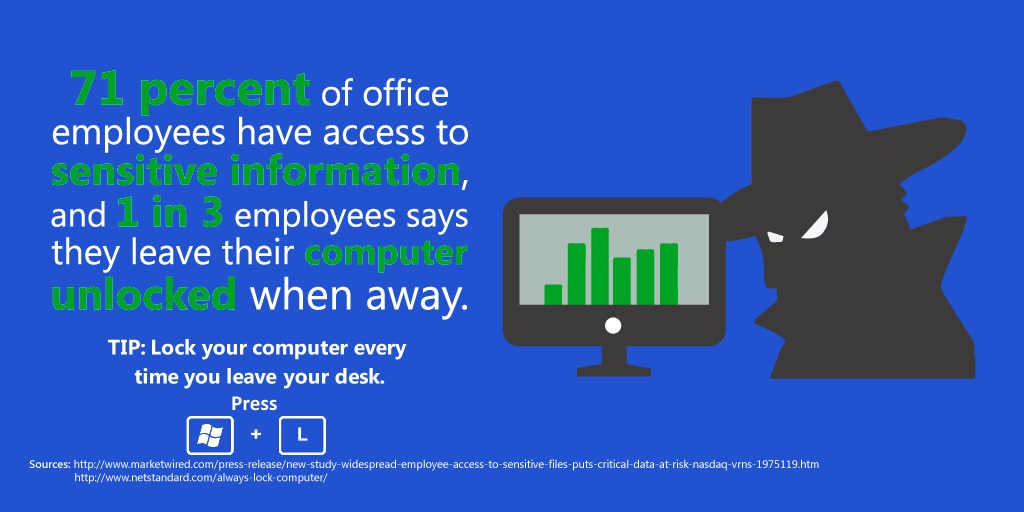 71 percent of office
employees have access to
sensitive information,
and 1 in 3 employees says
they leave their computer
unlocked when away.
TIP: Lock your computer every
time you leave your desk.
Press
+ L
Sources: http://www.marketwired.com/press-release/new-study-widespread-employee-access-to-sensitive-files-puts-critical-data-at-risk-nasdaq-vrns-1975119.htm
http://www.netstandard.com/always-lock-computer/